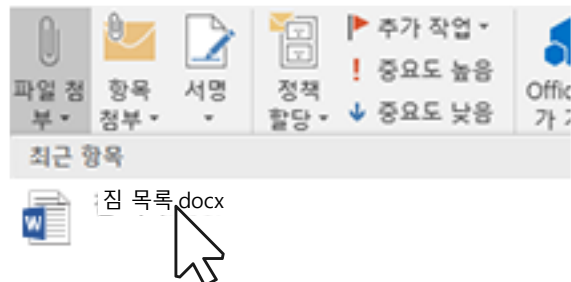 파일 첨
부
항목
첨부
서명
정책
할당
추가 작업
중요도 높음
중요도 낮음
Offic
가
최근 항목
짐 목록.docx